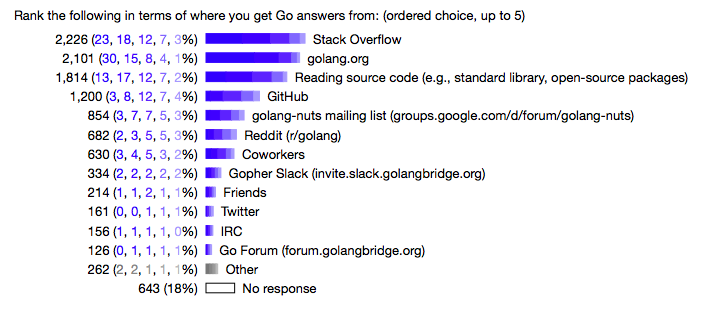 Rank the following in terms of where you get Go answers from: (ordered choice, up to 5)
2,226 (23, 18, 12, 7, 3%) Stack Overflow
2,101 (30, 15, 8, 4, 1%) golang.org
1,814 (13, 17, 12, 7, 2%) Reading source code (e.g., standard library, open-source packages)
1,200 (3, 8, 12, 7, 4%) GitHub
854 (3, 7, 7, 5, 3%) golang-nuts mailing list (groups.google.com/d/forum/golang-nuts)
682 (2, 3, 5, 5, 3%) Reddit (r/golang)
630 (3, 4, 5, 3, 2%) Coworkers
334 (2, 2, 2, 2, 2%) Gopher Slack (invite.slack.golangbridge.org)
214 (1, 1, 2, 1, 1%) Friends
161 (0, 0, 1, 1, 1%) Twitter
156 (1, 1, 1, 1, 0%) IRC
126 (0, 1, 1, 1, 1%) Go Forum (forum.golangbridge.org)
262 (2, 2, 1, 1, 1%) Other
643 (18%) No response